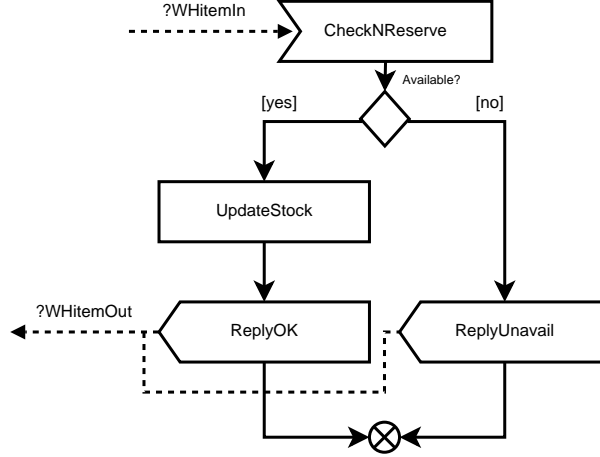 ?WHitemIn
CheckNReserve
Available?
[yes]
[no]
UpdateStock
?WHitemOut
ReplyOK
ReplyUnavail